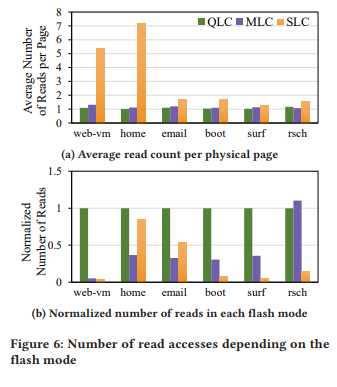 QLC MLC SLC
Average Number
of Reads per Page
8
7
6
5
4
3
2
1
0
web-vm home email boot surf rsch
(a) Average read count per physical page
Normalized
Number of Reads
1.5
1
0.5
0
web-vm home email boot surf rsch
(b) Normalized number of reads in each flash mode
Figure 6: Number of read accesses depending on the
flash mode